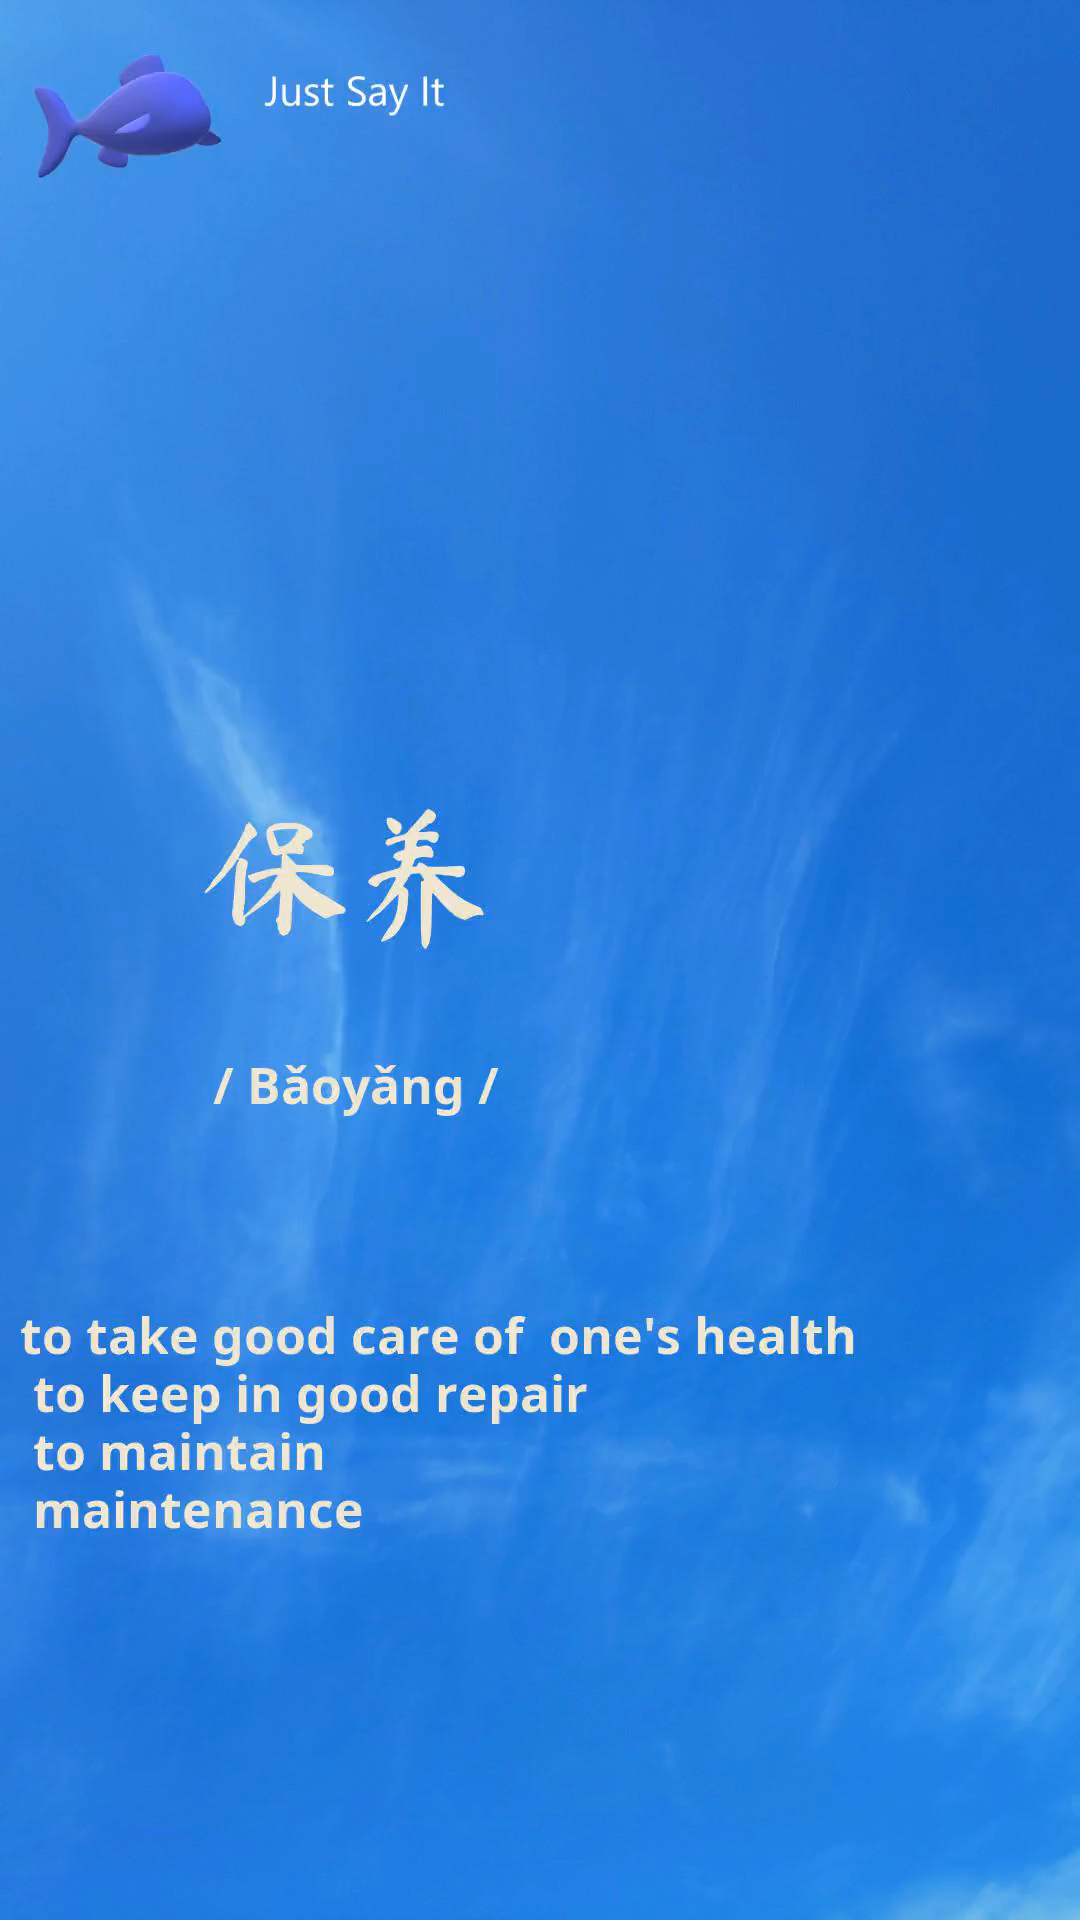 Just Say It
保养
/ Bǎoyǎng /
to take good care of  one's health
to keep in good repair
to maintain
maintenance